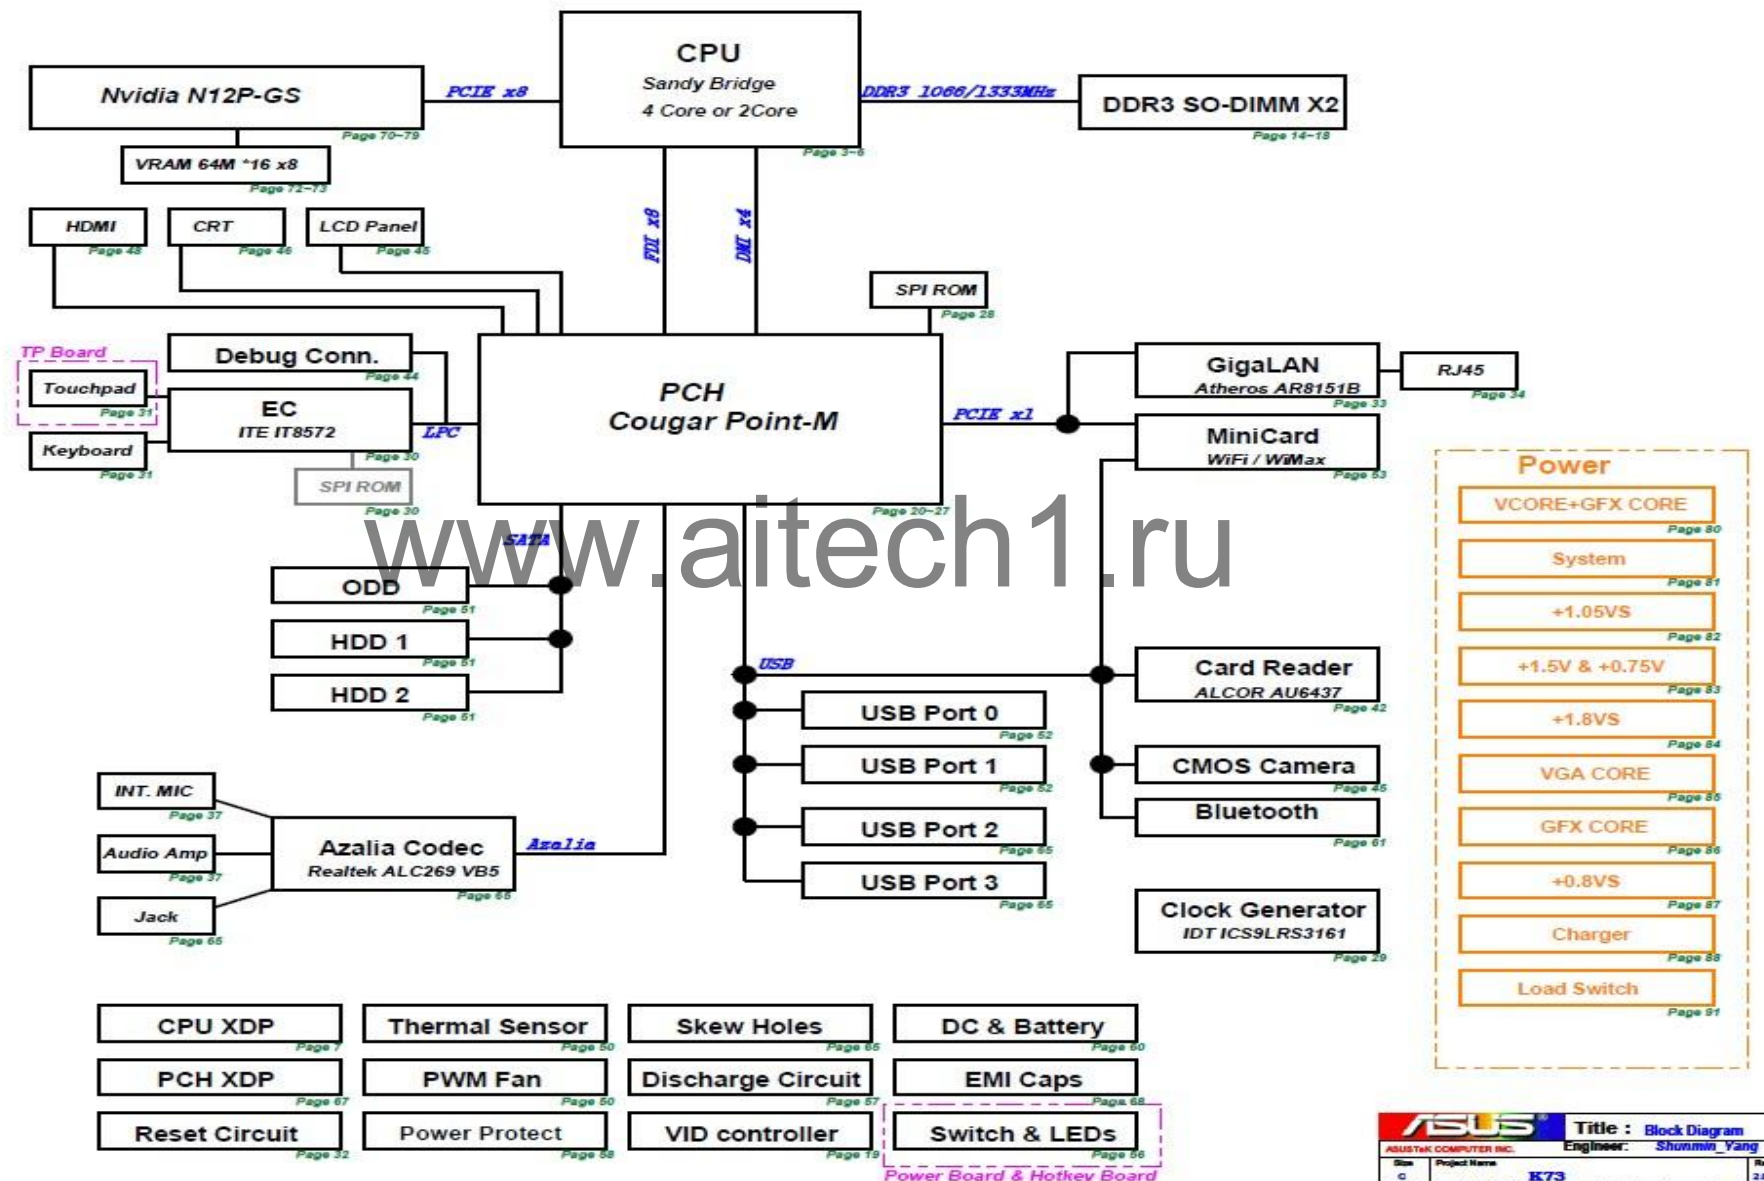 CPU
Sandy Bridge
4 Core or 2Core
Page 3~6
Nvidia N12P-GS
Page 70~79
PCIE x8
DDR3 1066/1333MHz
DDR3 SO-DIMM X2
Page 14~18
VRAM 64M *16 x8
Page 72~73
HDMI
Page 48
CRT
Page 46
LCD Panel
Page 45
FDI x8
DMI x4
SPI ROM
Page 28
TP Board
Touchpad
Page 31
Keyboard
Page 31
Debug Conn.
Page 44
EC
ITE IT8572
Page 30
LPC
SPI ROM
Page 30
PCH
Cougar Point-M
Page 20~27
PCIE x1
GigaLAN
Atheros AR8151B
Page 33
RJ45
Page 34
MiniCard
WiFi / WiMax
Page 53
www.aitech1.ru
SATA
ODD
Page 51
HDD 1
Page 51
HDD 2
Page 51
USB
USB Port 0
Page 52
USB Port 1
Page 52
USB Port 2
Page 65
USB Port 3
Page 65
Card Reader
ALCOR AU6437
Page 42
CMOS Camera
Page 45
Bluetooth
Page 61
INT. MIC
Page 37
Audio Amp
Page 37
Jack
Page 65
Azalia Codec
Realtek ALC269 VB5
Page 65
Azalia
Clock Generator
IDT ICS9LRS3161
Page 29
Power
VCORE+GFX CORE
Page 80
System
Page 81
+1.05VS
Page 82
+1.5V & +0.75V
Page 83
+1.8VS
Page 84
VGA CORE
Page 85
GFX CORE
Page 86
+0.8VS
Page 87
Charger
Page 88
Load Switch
Page 91
CPU XDP
Page 7
Thermal Sensor
Page 50
Skew Holes
Page 65
DC & Battery
Page 60
PCH XDP
Page 67
PWM Fan
Page 50
Discharge Circuit
Page 57
EMI Caps
Page 68
Reset Circuit
Page 32
Power Protect
Page 58
VID controller
Page 19
Switch & LEDs
Page 56
Power Board & Hotkey Board
ASUS
ASUSTeK COMPUTER INC.
Title : Block Diagram
Engineer: Shunmin_Yang
Size
C
Project Name
K73